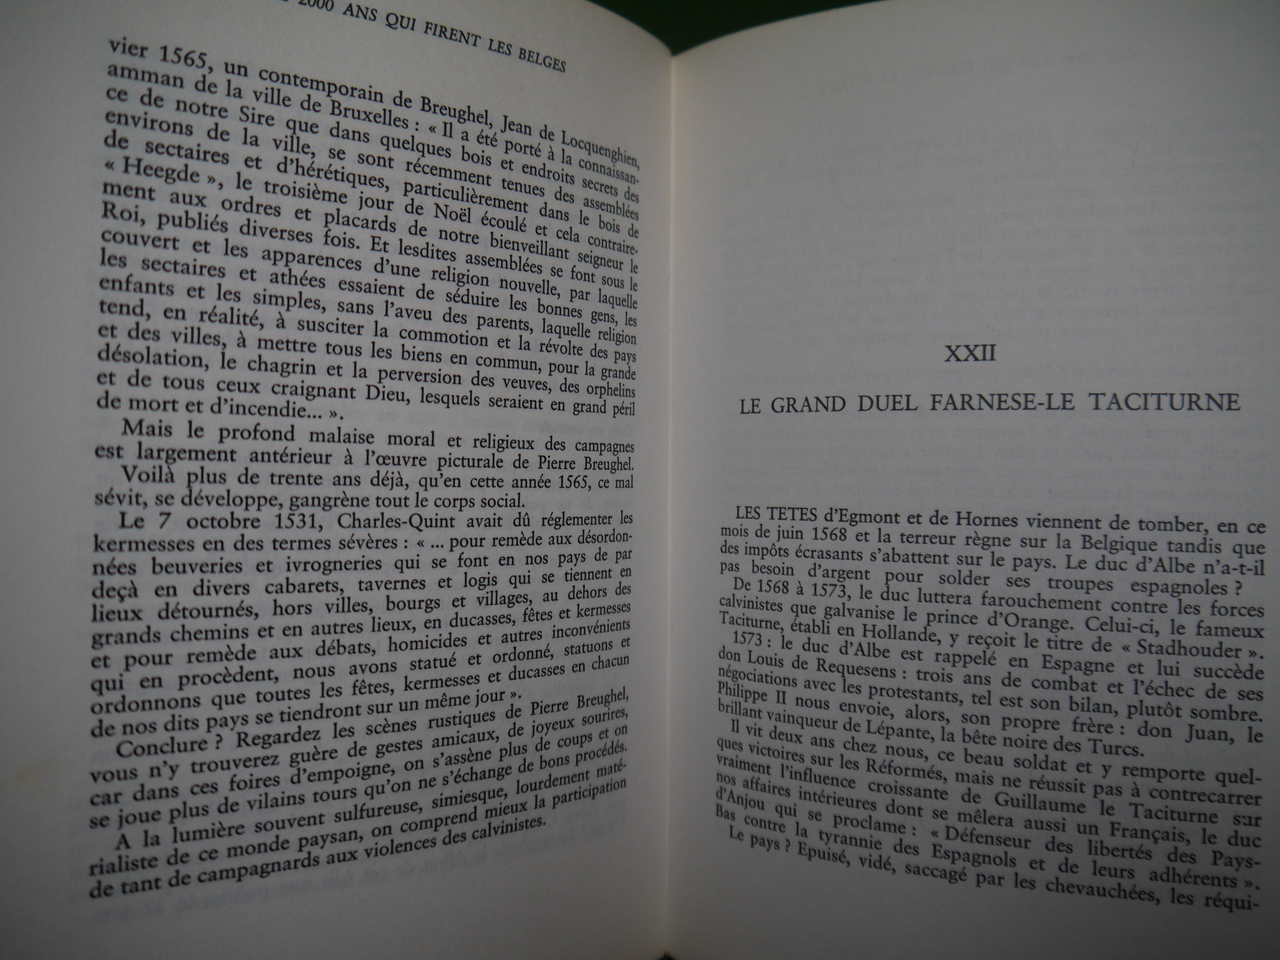 2000 ANS QUI FIRENT LES BELGES
vier 1565, un contemporain de Breughel, Jean de Locquenghien,
amman de la ville de Bruxelles : « Il a été porté à la connaissan-
ce de notre Sire que dans quelques bois et endroits secrets des
environs de la ville, se sont récemment tenues des assemblées
de sectaires et d'hérétiques, particulièrement dans le bois de
« Heegde », le troisième jour de Noël écoulé et cela contraire-
ment aux ordres et placards de notre bienveillant seigneur le
Roi, publiés diverses fois. Et lesdites assemblées se font sous le
couvert et les apparences d'une religion nouvelle, par laquelle
les sectaires et athées essaient de séduire les bonnes gens, les
enfants et les simples, sans l'aveu des parents, laquelle religion
tend, en réalité, à susciter la commotion et la révolte des pays
et des villes, à mettre tous les biens en commun, pour la grande
désolation, le chagrin et la perversion des veuves, des orphelins
et de tous ceux craignant Dieu, lesquels seraient en grand péril
de mort et d'incendie... ».
Mais le profond malaise moral et religieux des campagnes
est largement antérieur à l'œuvre picturale de Pierre Breughel.
Voilà plus de trente ans déjà, qu'en cette année 1565, ce mal
sévit, se développe, gangrène tout le corps social.
Le 7 octobre 1531, Charles-Quint avait dû réglementer les
kermesses en des termes sévères : « ... pour remède aux désordon-
nées beuveries et ivrogneries qui se font en nos pays de par
deçà en divers cabarets, tavernes et logis qui se tiennent en
lieux détournés, hors villes, bourgs et villages, au dehors des
grands chemins et en autres lieux, en ducasses, fêtes et kermesses
et pour remède aux débats, homicides et autres inconvénients
qui en procèdent, nous avons statué et ordonné, statuons et
ordonnons que toutes les fêtes, kermesses et ducasses en chacun
de nos dits pays se tiendront sur un même jour ».
Conclure ? Regardez les scènes rustiques de Pierre Breughel,
vous n'y trouverez guère de gestes amicaux, de joyeux sourires,
car dans ces foires d'empoigne, on s'assène plus de coups et on
se joue plus de vilains tours qu'on ne s'échange de bons procédés.
A la lumière souvent sulfureuse, simiesque, lourdement maté-
rialiste de ce monde paysan, on comprend mieux la participation
de tant de campagnards aux violences des calvinistes.
XXII
LE GRAND DUEL FARNESE-LE TACITURNE
LES TETES d'Egmont et de Hornes viennent de tomber, en ce
mois de juin 1568 et la terreur règne sur la Belgique tandis que
des impôts écrasants s'abattent sur le pays. Le duc d'Albe n'a-t-il
pas besoin d'argent pour solder ses troupes espagnoles ?
De 1568 à 1573, le duc luttera farouchement contre les forces
calvinistes que galvanise le prince d'Orange. Celui-ci, le fameux
Taciturne, établi en Hollande, y reçoit le titre de « Stadhouder ».
1573 : le duc d'Albe est rappelé en Espagne et lui succède
don Louis de Requesens : trois ans de combat et l'échec de ses
négociations avec les protestants, tel est son bilan, plutôt sombre.
Philippe II nous envoie, alors, son propre frère : don Juan, le
brillant vainqueur de Lépante, la bête noire des Turcs.
Il vit deux ans chez nous, ce beau soldat et y remporte quel-
ques victoires sur les Réformés, mais ne réussit pas à contrecarrer
vraiment l'influence croissante de Guillaume le Taciturne sur
nos affaires intérieures dont se mêlera aussi un Français, le duc
d'Anjou qui se proclame : « Défenseur des libertés des Pays-
Bas contre la tyrannie des Espagnols et de leurs adhérents ».
Le pays ? Epuisé, vidé, saccagé par les chevauchées, les réqui-